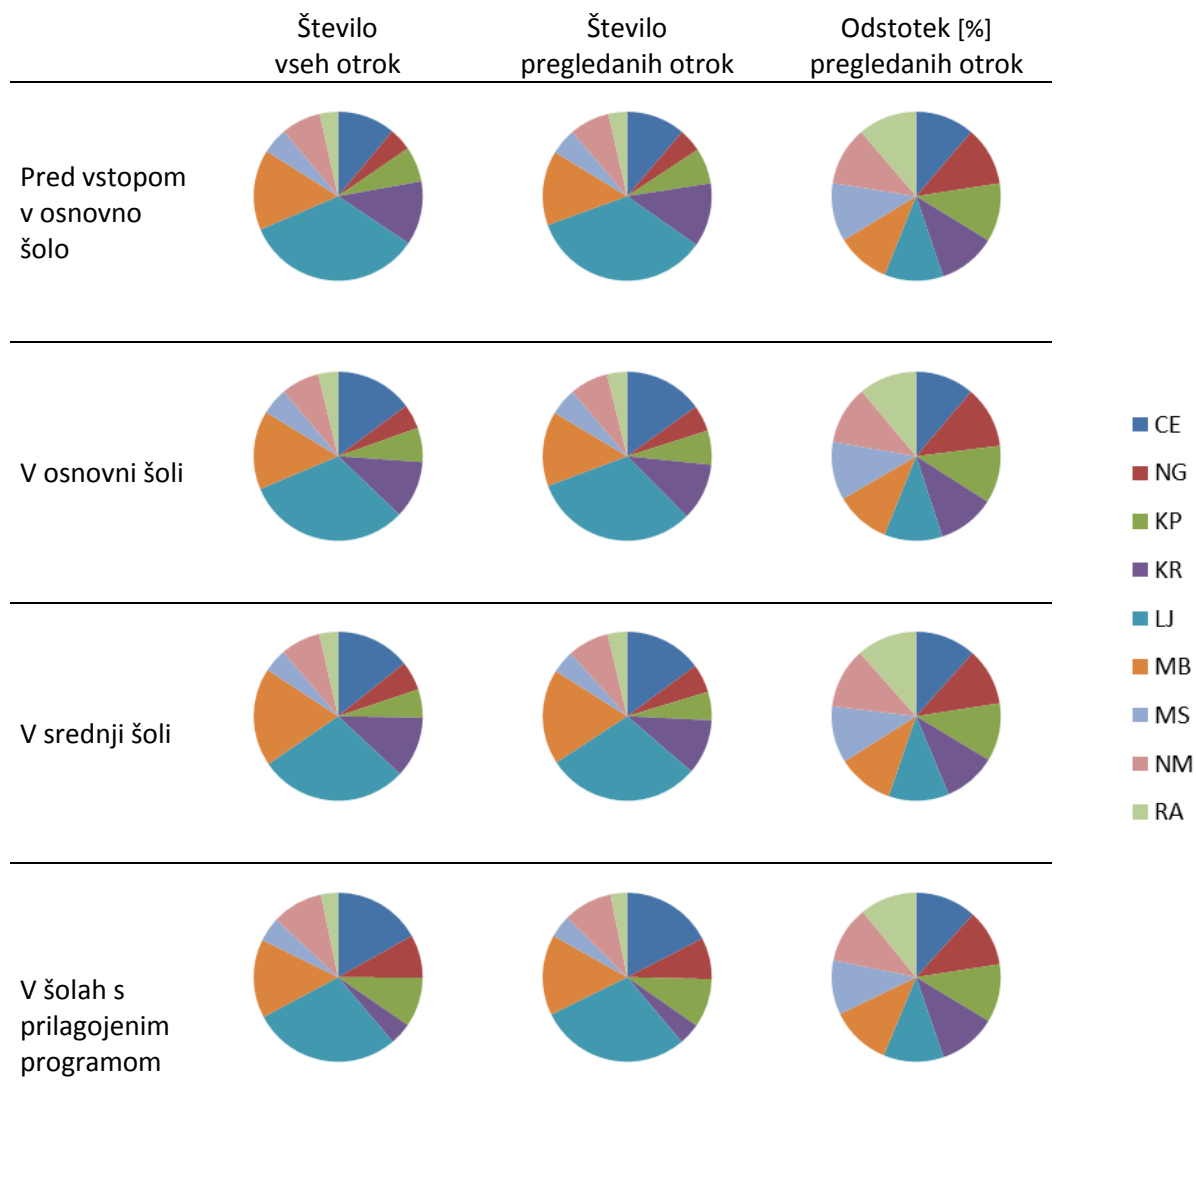 Število
vseh otrok
Število
pregledanih otrok
Odstotek [%]
pregledanih otrok
Pred vstopom
v osnovno
šolo
V osnovni šoli
V srednji šoli
V šolah s
prilagojenim
programom
CE
NG
KP
KR
LJ
MB
MS
NM
RA